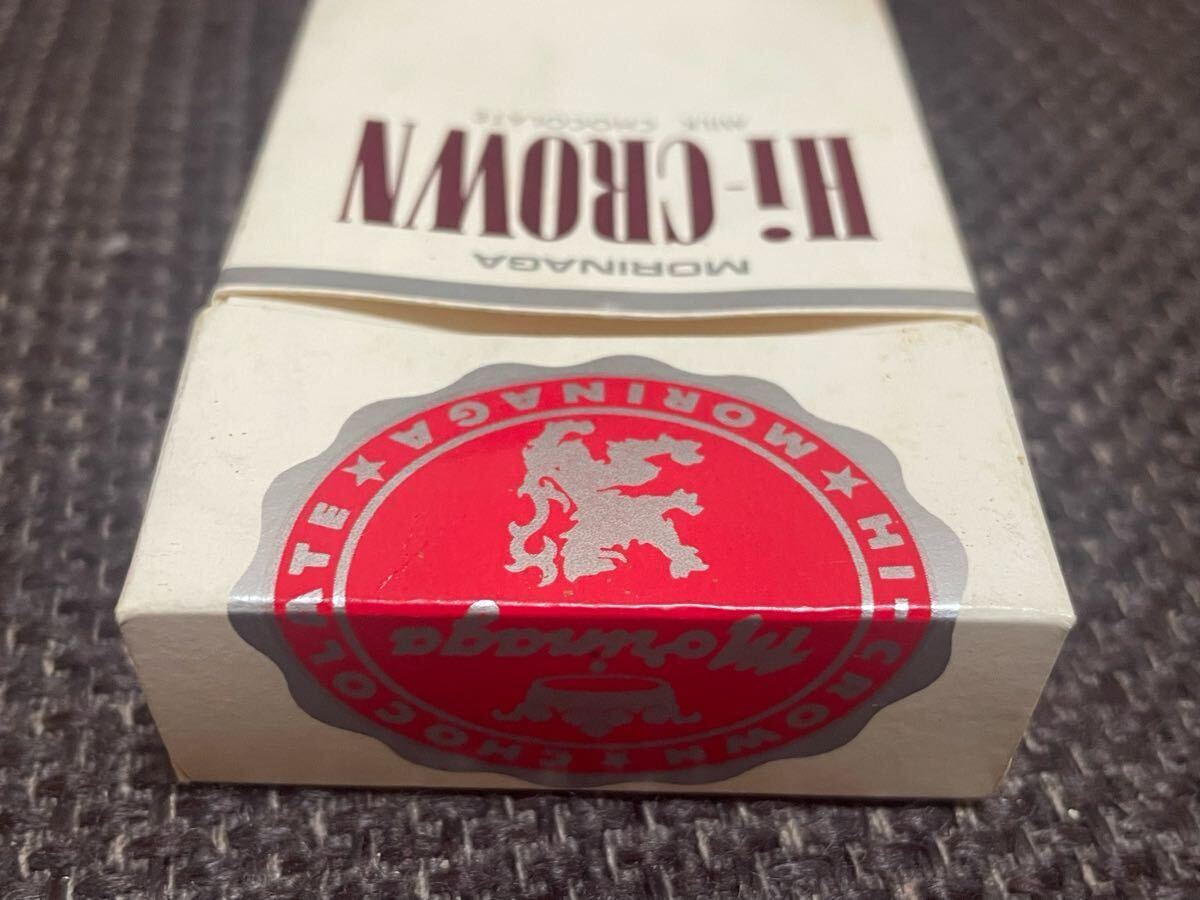 MORINAGA
Hi-CROWN
MILK CHOCOLATE
★ MORINAGA ★ HI-CROWN ★ CHOCOLATE
Morinaga